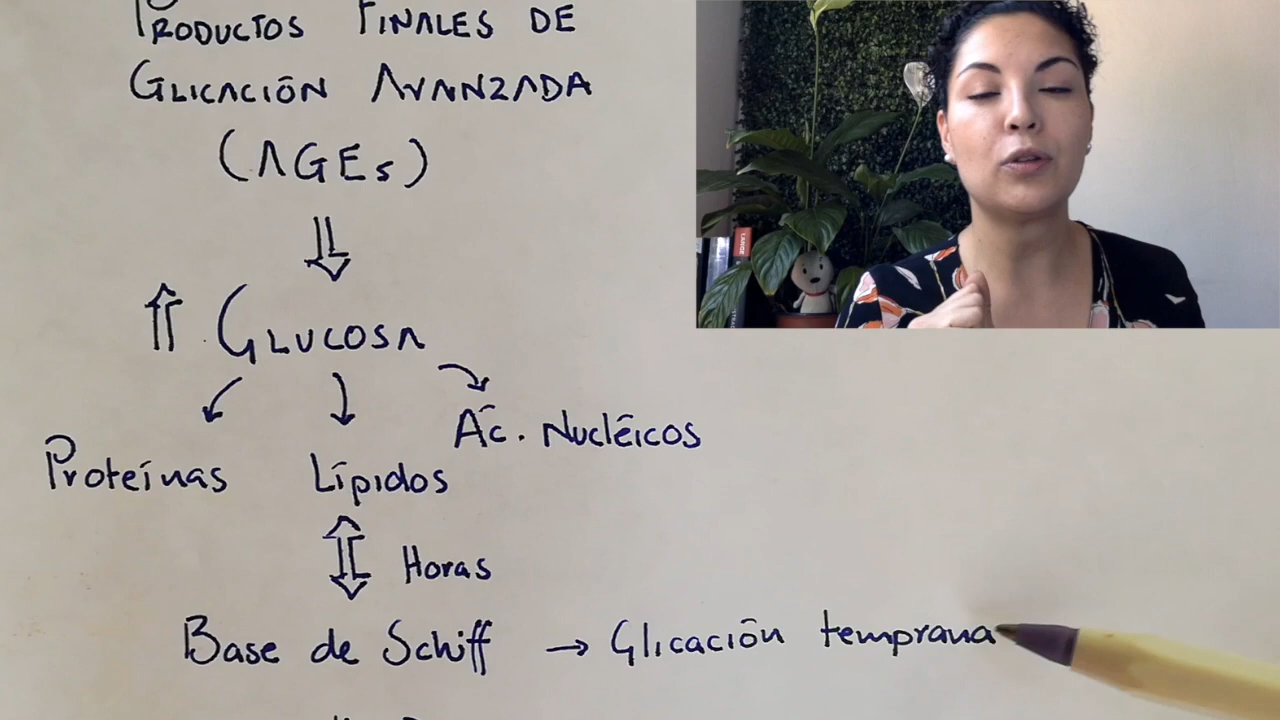 PRODUCTOS FINALES DE
GLICACIÓN AVANZADA
(AGEs)
⇓
⇑ GLUCOSA
Ác. Nucléicos
Proteínas Lípidos
⇕ Horas
Base de Schiff → Glicación temprana